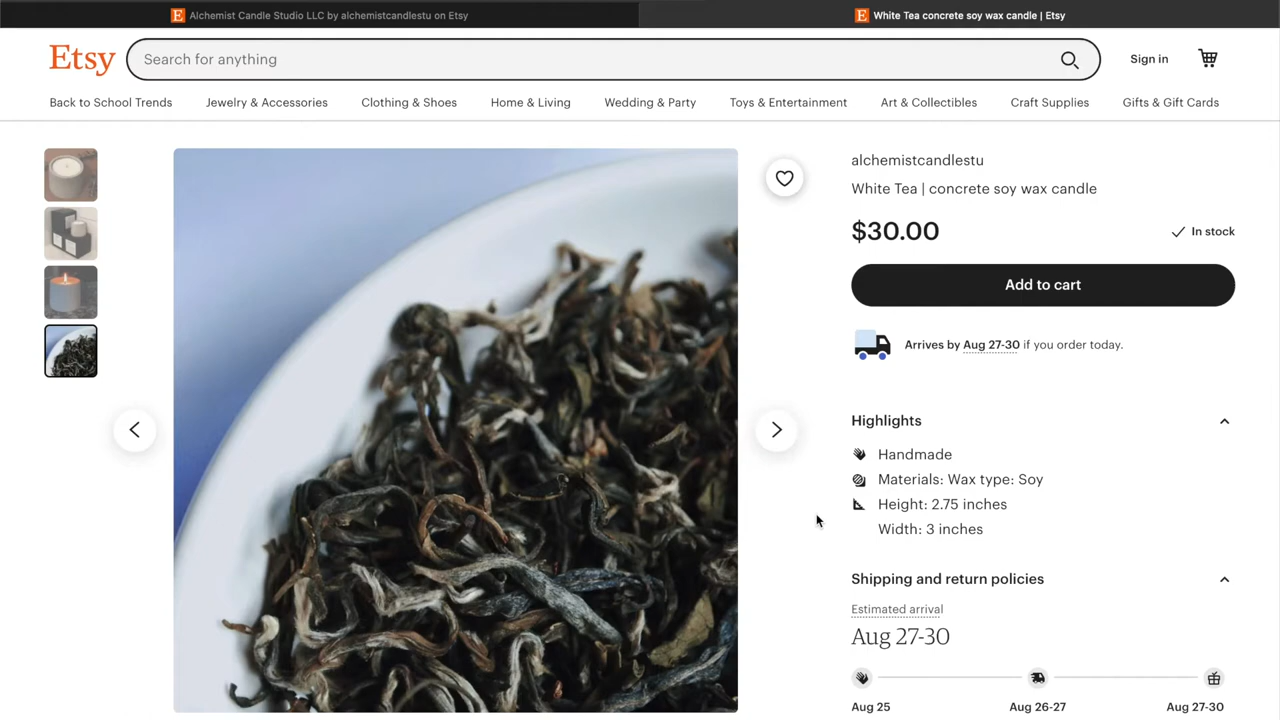 Alchemist Candle Studio LLC by alchemistcandlestu on Etsy
White Tea concrete soy wax candle | Etsy
Etsy
Search for anything
Sign in
Back to School Trends
Jewelry & Accessories
Clothing & Shoes
Home & Living
Wedding & Party
Toys & Entertainment
Art & Collectibles
Craft Supplies
Gifts & Gift Cards
alchemistcandlestu
White Tea | concrete soy wax candle
$30.00
In stock
Add to cart
Arrives by Aug 27-30 if you order today.
Highlights
Handmade
Materials: Wax type: Soy
Height: 2.75 inches
Width: 3 inches
Shipping and return policies
Estimated arrival
Aug 27-30
Aug 25
Aug 26-27
Aug 27-30